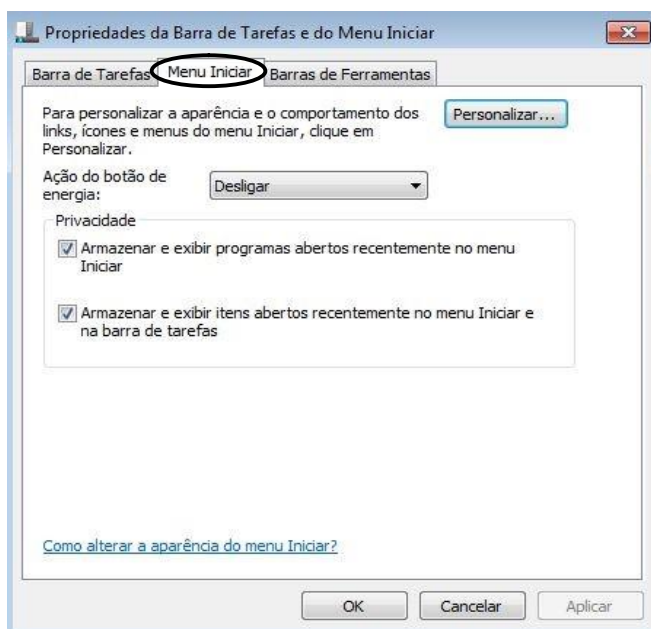 Propriedades da Barra de Tarefas e do Menu Iniciar
Barra de Tarefas Menu Iniciar Barras de Ferramentas
Para personalizar a aparência e o comportamento dos
links, ícones e menus do menu Iniciar, clique em
Personalizar.
Personalizar...
Ação do botão de
energia:
Desligar
Privacidade
Armazenar e exibir programas abertos recentemente no menu
Iniciar
Armazenar e exibir itens abertos recentemente no menu Iniciar e
na barra de tarefas
Como alterar a aparência do menu Iniciar?
OK Cancelar Aplicar